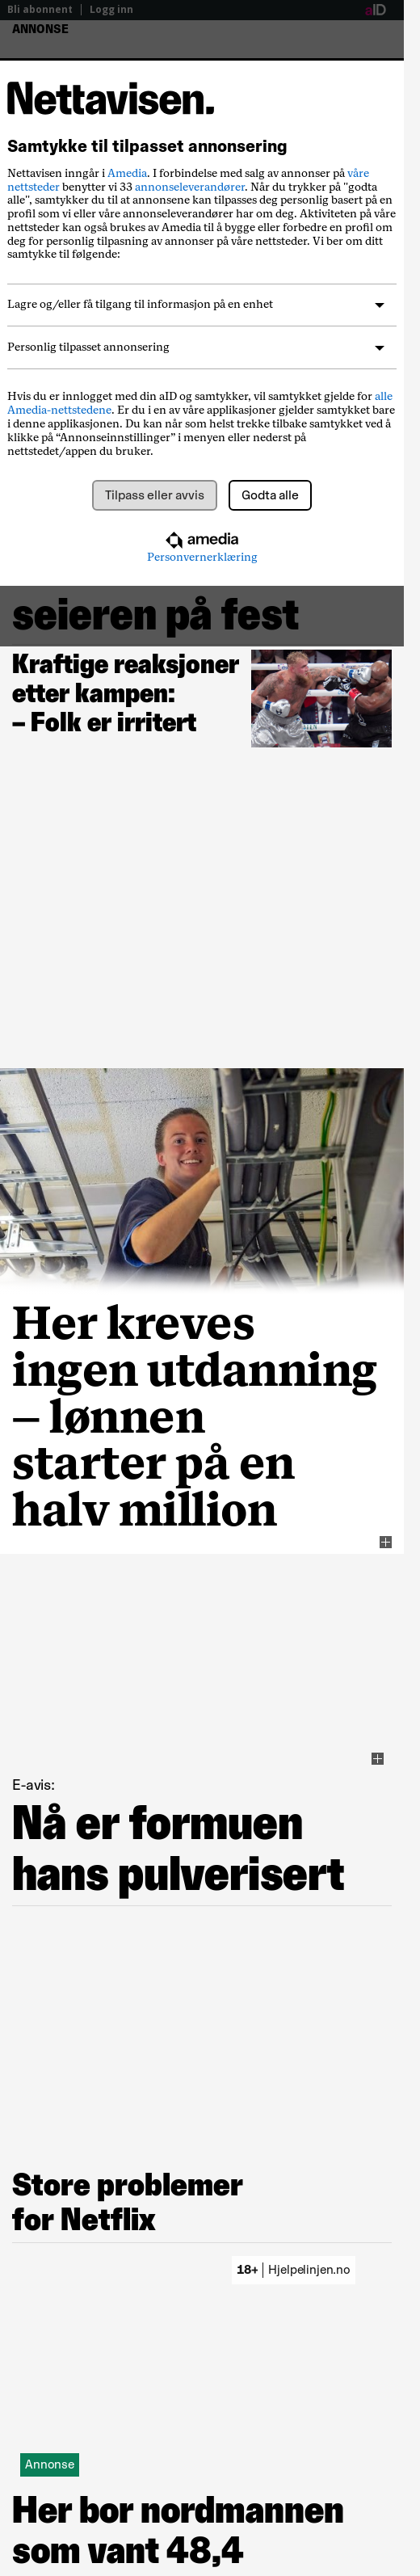 Bli abonnent | Logg inn
aID
ANNONSE
Nettavisen.
Samtykke til tilpasset annonsering
Nettavisen inngår i Amedia. I forbindelse med salg av annonser på våre
nettsteder benytter vi 33 annonseleverandører. Når du trykker på "godta
alle", samtykker du til at annonsene kan tilpasses deg personlig basert på en
profil som vi eller våre annonseleverandører har om deg. Aktiviteten på våre
nettsteder kan også brukes av Amedia til å bygge eller forbedre en profil om
deg for personlig tilpasning av annonser på våre nettsteder. Vi ber om ditt
samtykke til følgende:
Lagre og/eller få tilgang til informasjon på en enhet
Personlig tilpasset annonsering
Hvis du er innlogget med din aID og samtykker, vil samtykket gjelde for alle
Amedia-nettstedene. Er du i en av våre applikasjoner gjelder samtykket bare
i denne applikasjonen. Du kan når som helst trekke tilbake samtykket ved å
klikke på “Annonseinnstillinger” i menyen eller nederst på
nettstedet/appen du bruker.
Tilpass eller avvis
Godta alle
amedia
Personvernerklæring
seieren på fest
Kraftige reaksjoner
etter kampen:
– Folk er irritert
Her kreves
ingen utdanning
– lønnen
starter på en
halv million
E-avis:
Nå er formuen
hans pulverisert
Store problemer
for Netflix
18+ | Hjelpelinjen.no
Annonse
Her bor nordmannen
som vant 48,4